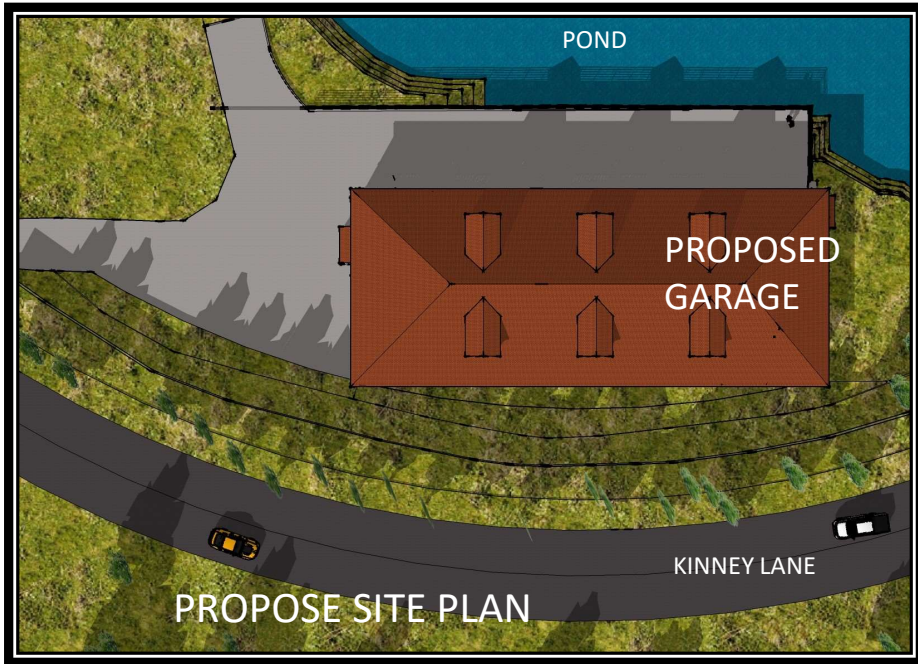 POND
PROPOSED
GARAGE
KINNEY LANE
PROPOSE SITE PLAN